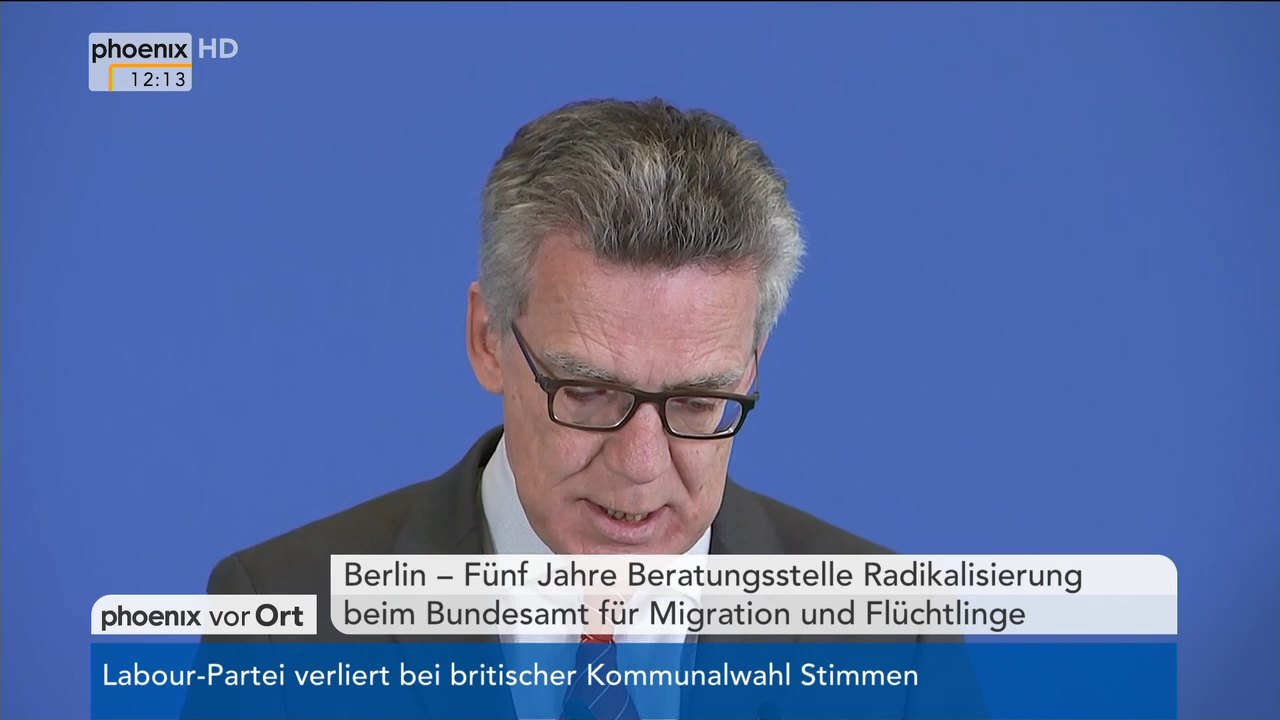 phoenix HD
12:13
Berlin – Fünf Jahre Beratungsstelle Radikalisierung
beim Bundesamt für Migration und Flüchtlinge
phoenix vor Ort
Labour-Partei verliert bei britischer Kommunalwahl Stimmen